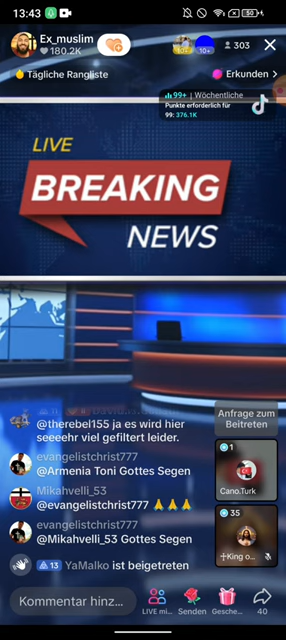 13:43
50
Ex_muslim
180.2K
10+
10+
303
Tägliche Rangliste
Erkunden >
99+ | Wöchentliche
Punkte erforderlich für
99: 376.1K
LIVE
BREAKING
NEWS
@therebel155 ja es wird hier
seeeehr viel gefiltert leider.
evangelistchrist777
@Armenia Toni Gottes Segen
Mikahvelli_53
@evangelistchrist777 🙏🙏🙏
evangelistchrist777
@Mikahvelli_53 Gottes Segen
13 YaMalko ist beigetreten
Anfrage zum
Beitreten
1
Cano.Turk
35
King o...
Kommentar hinz...
LIVE mi...
Senden
Gesche...
40